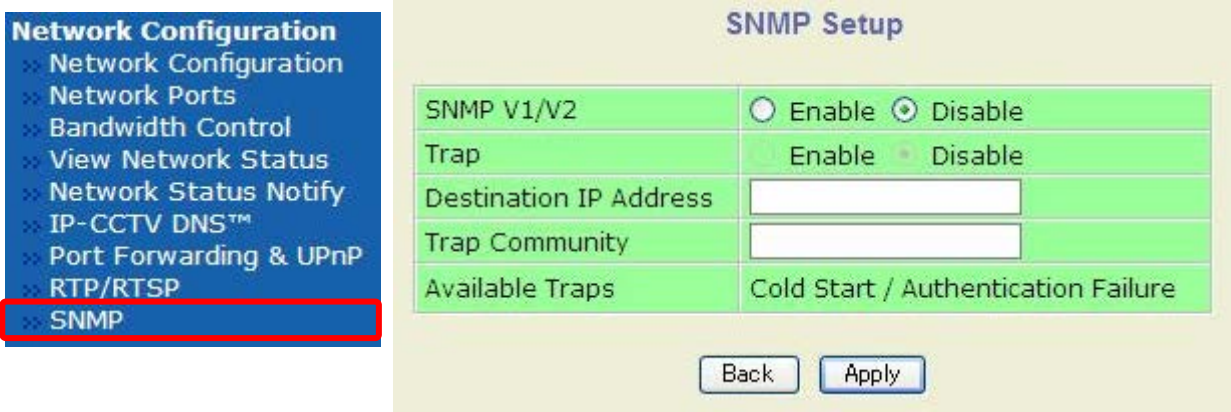 Network Configuration
» Network Configuration
» Network Ports
» Bandwidth Control
» View Network Status
» Network Status Notify
» IP-CCTV DNS™
» Port Forwarding & UPnP
» RTP/RTSP
» SNMP
SNMP Setup
SNMP V1/V2 Enable Disable
Trap Enable Disable
Destination IP Address
Trap Community
Available Traps Cold Start / Authentication Failure
Back Apply